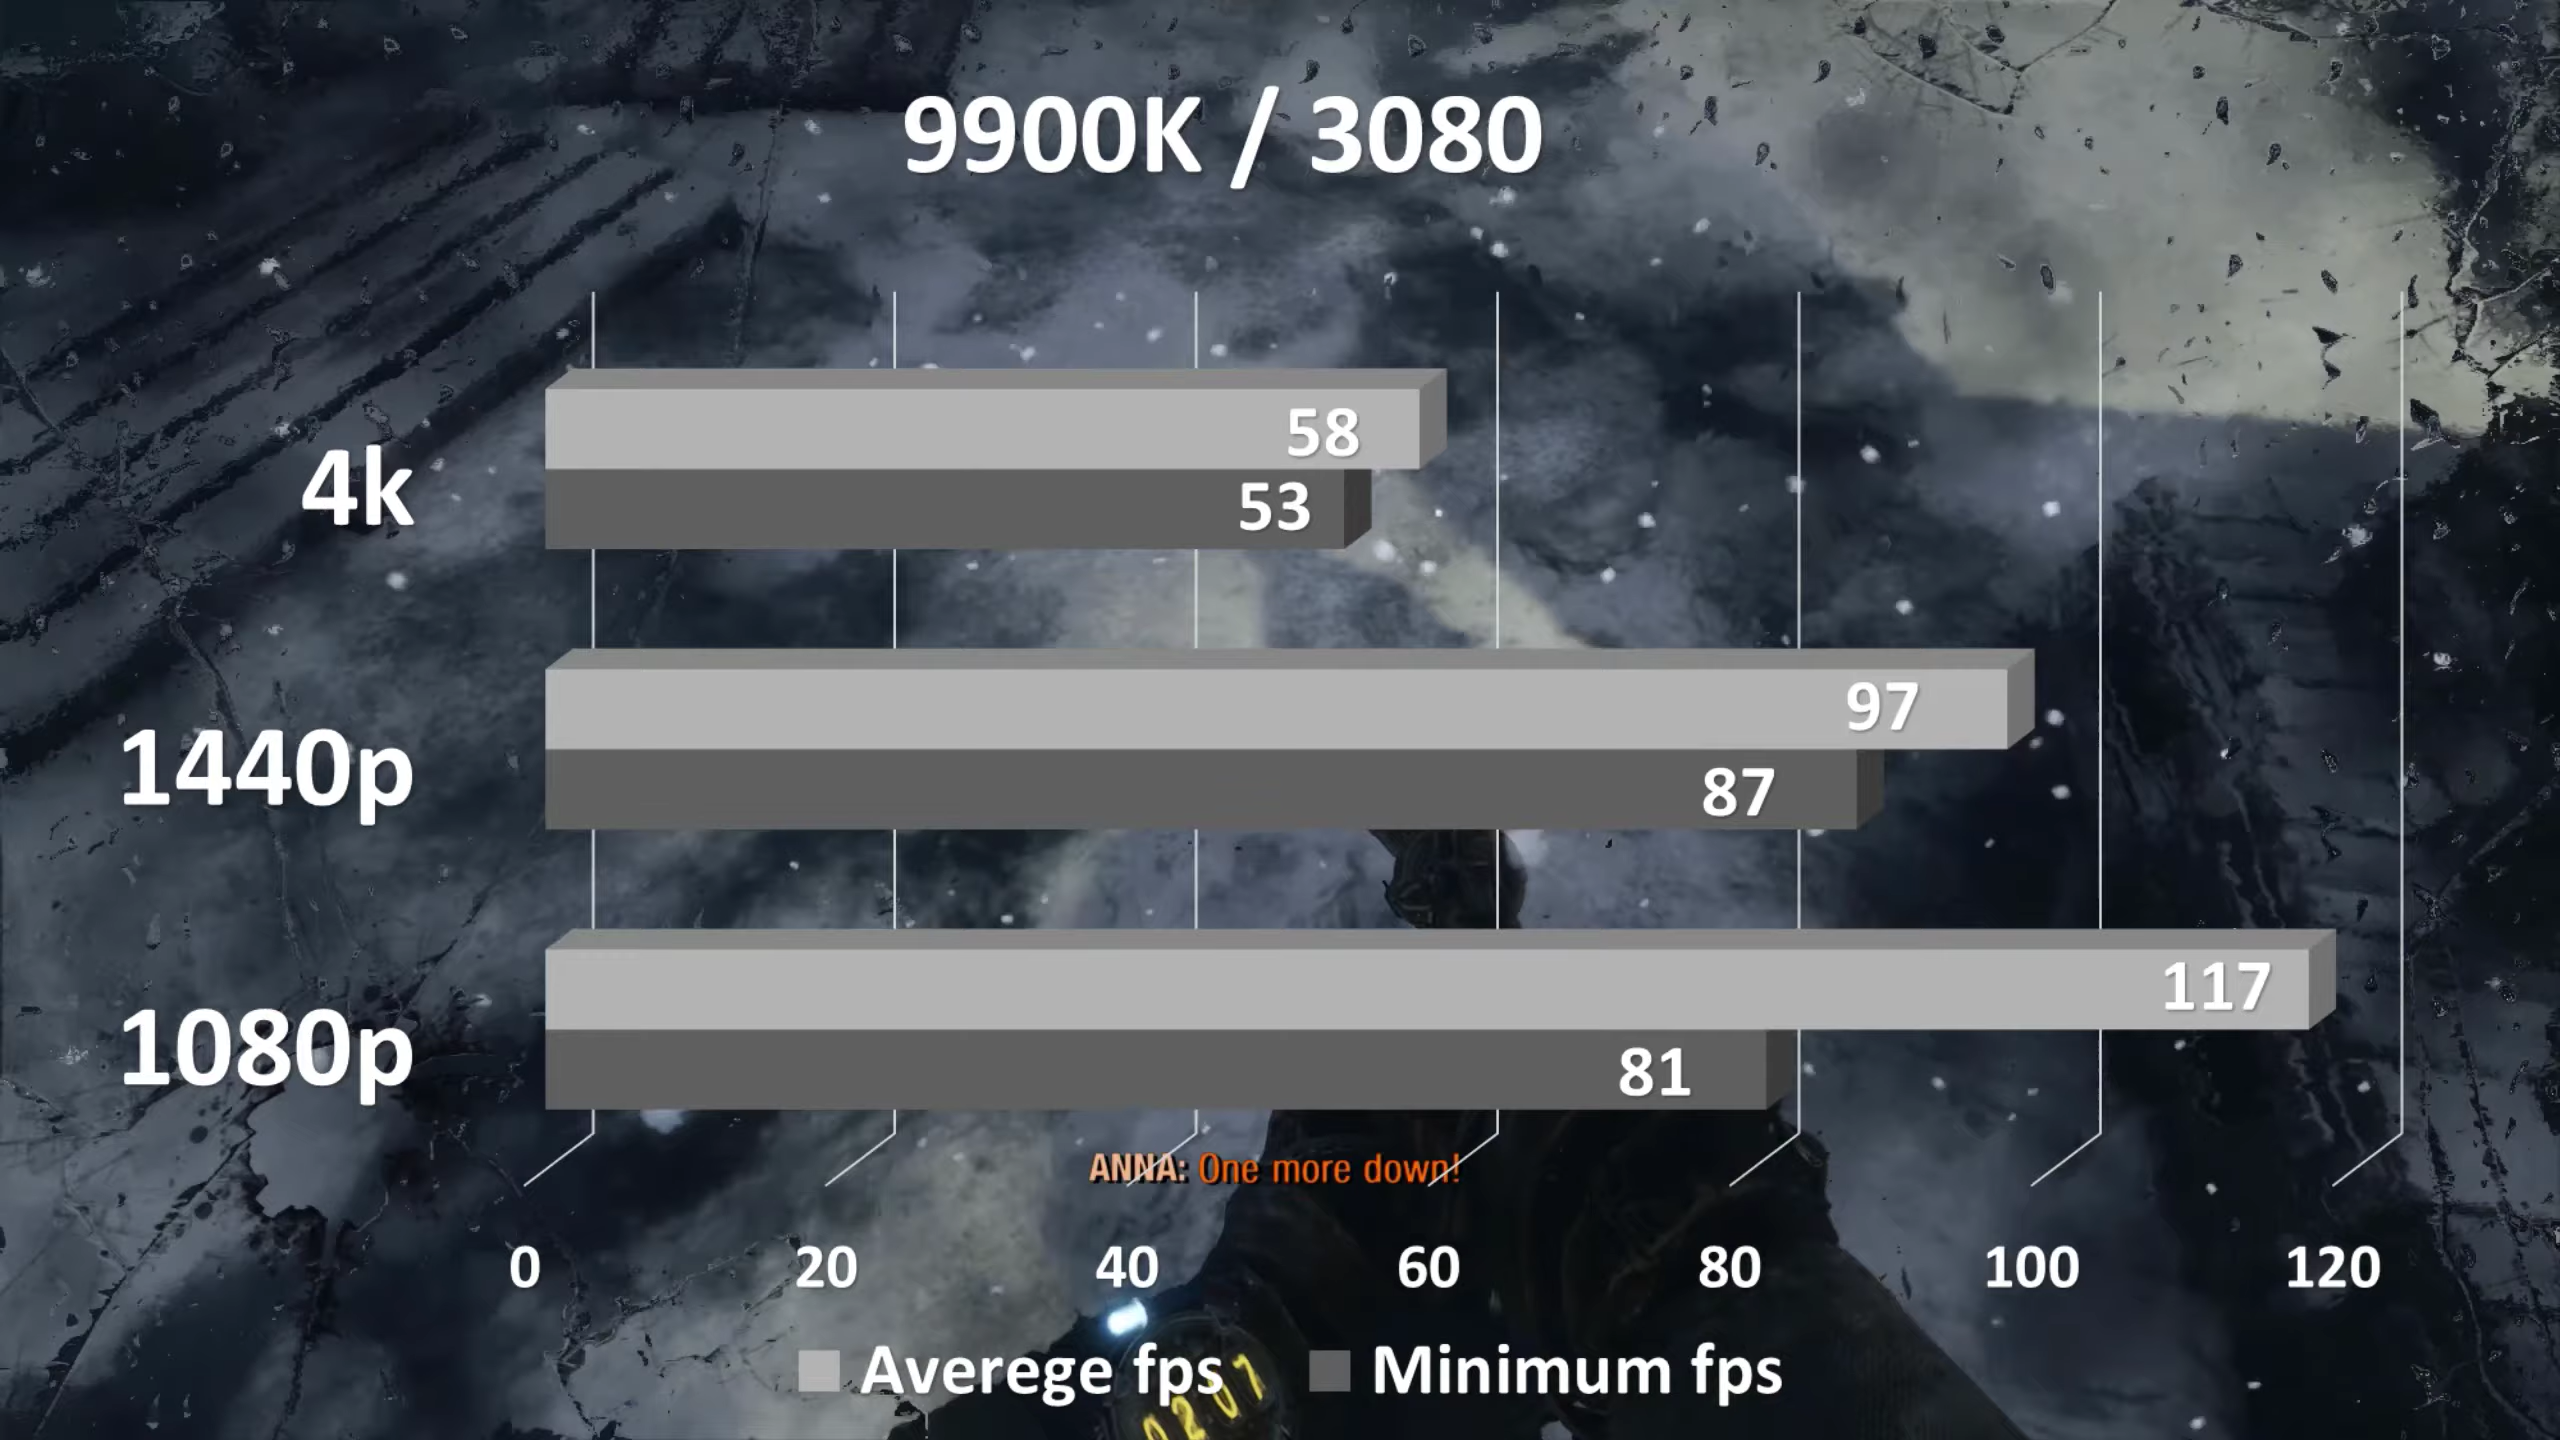 9900K / 3080
4k
58
53
1440p
97
87
1080p
117
81
ANNA: One more down!
0 20 40 60 80 100 120
Averege fps Minimum fps